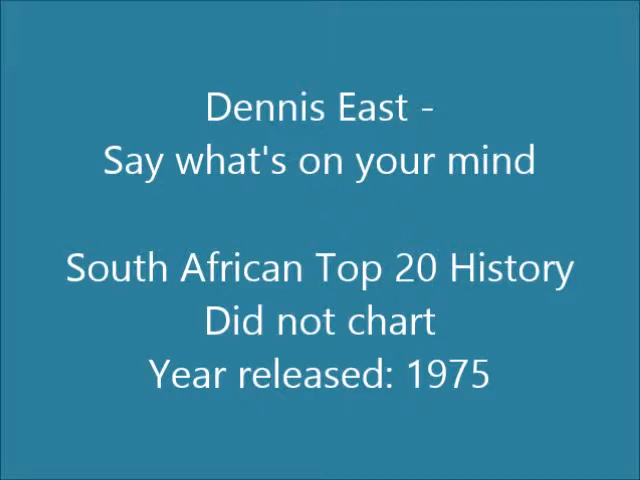 Dennis East -
Say what's on your mind
South African Top 20 History
Did not chart
Year released: 1975